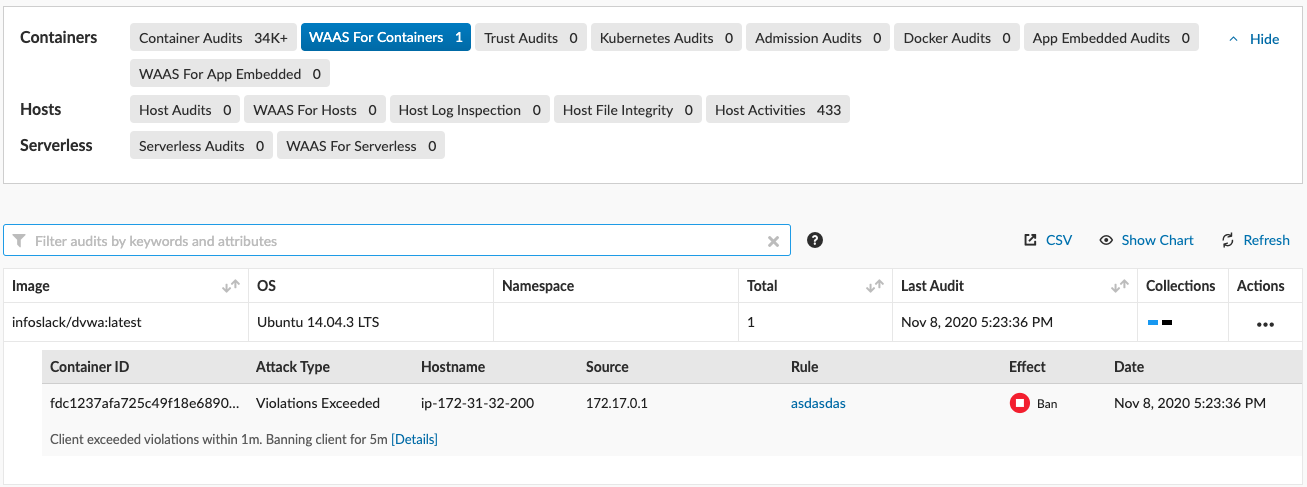 Containers Container Audits 34K+ WAAS For Containers 1 Trust Audits 0 Kubernetes Audits 0 Admission Audits 0 Docker Audits 0 App Embedded Audits 0 Hide
WAAS For App Embedded 0
Hosts Host Audits 0 WAAS For Hosts 0 Host Log Inspection 0 Host File Integrity 0 Host Activities 433
Serverless Serverless Audits 0 WAAS For Serverless 0
Filter audits by keywords and attributes CSV Show Chart Refresh
Image OS Namespace Total Last Audit Collections Actions
infoslack/dvwa:latest Ubuntu 14.04.3 LTS 1 Nov 8, 2020 5:23:36 PM
Container ID Attack Type Hostname Source Rule Effect Date
fdc1237afa725c49f18e6890... Violations Exceeded ip-172-31-32-200 172.17.0.1 asdasdas Ban Nov 8, 2020 5:23:36 PM
Client exceeded violations within 1m. Banning client for 5m [Details]